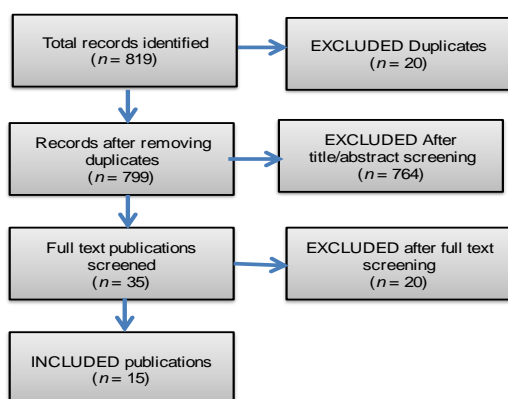 Total records identified
(n = 819)
EXCLUDED Duplicates
(n = 20)
Records after removing
duplicates
(n = 799)
EXCLUDED After
title/abstract screening
(n = 764)
Full text publications
screened
(n = 35)
EXCLUDED after full text
screening
(n = 20)
INCLUDED publications
(n = 15)